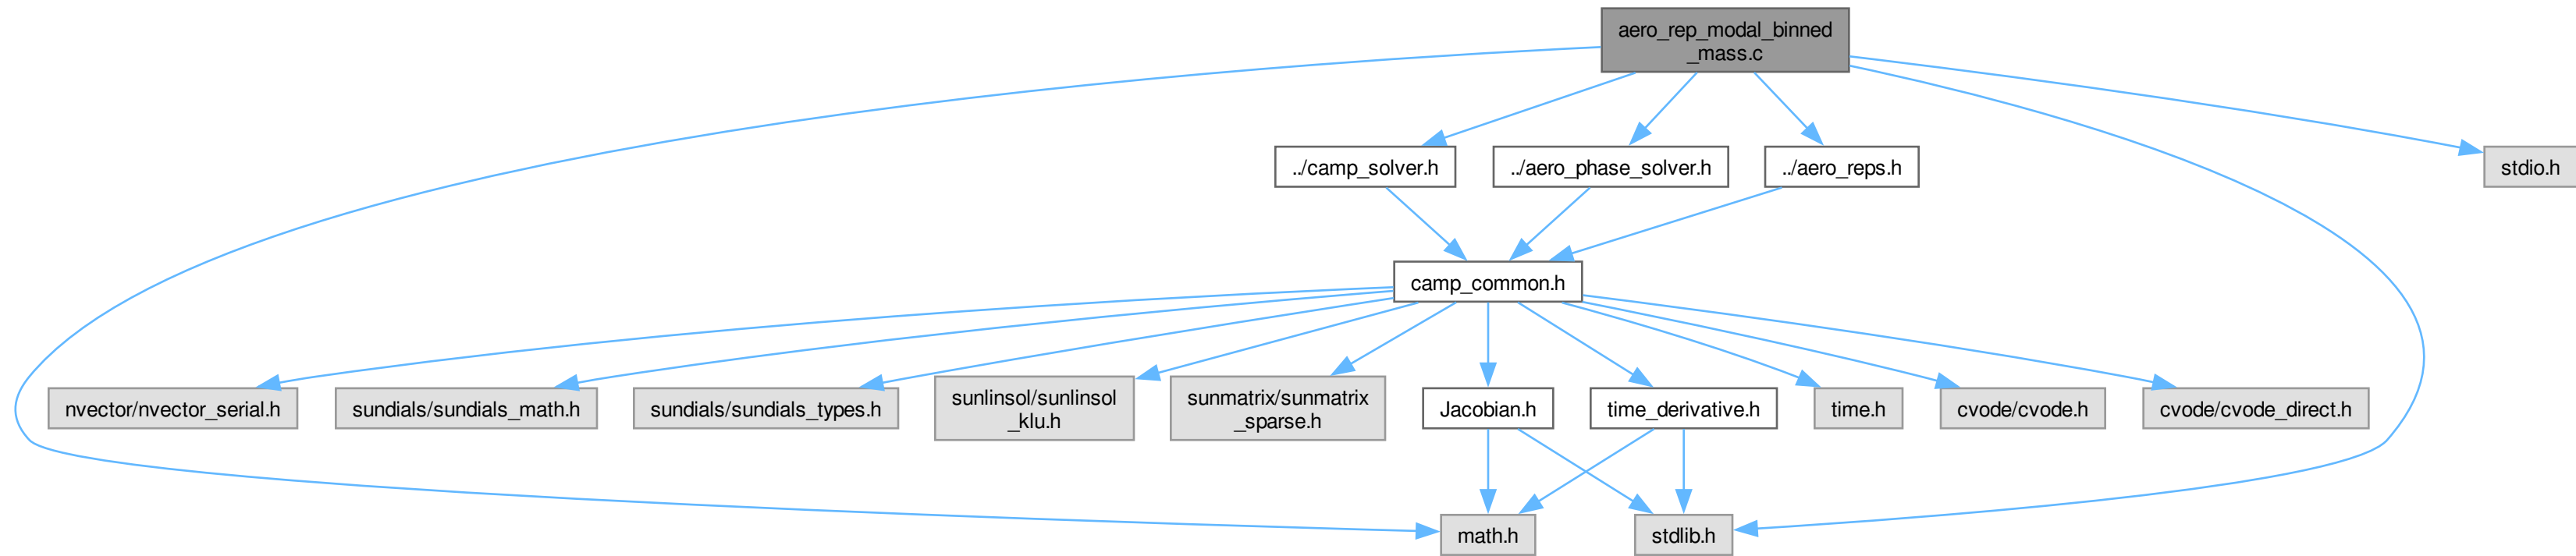 aero_rep_modal_binned
_mass.c
../camp_solver.h
../aero_phase_solver.h
../aero_reps.h
stdio.h
camp_common.h
nvector/nvector_serial.h
sundials/sundials_math.h
sundials/sundials_types.h
sunlinsol/sunlinsol
_klu.h
sunmatrix/sunmatrix
_sparse.h
Jacobian.h
time_derivative.h
time.h
cvode/cvode.h
cvode/cvode_direct.h
math.h
stdlib.h